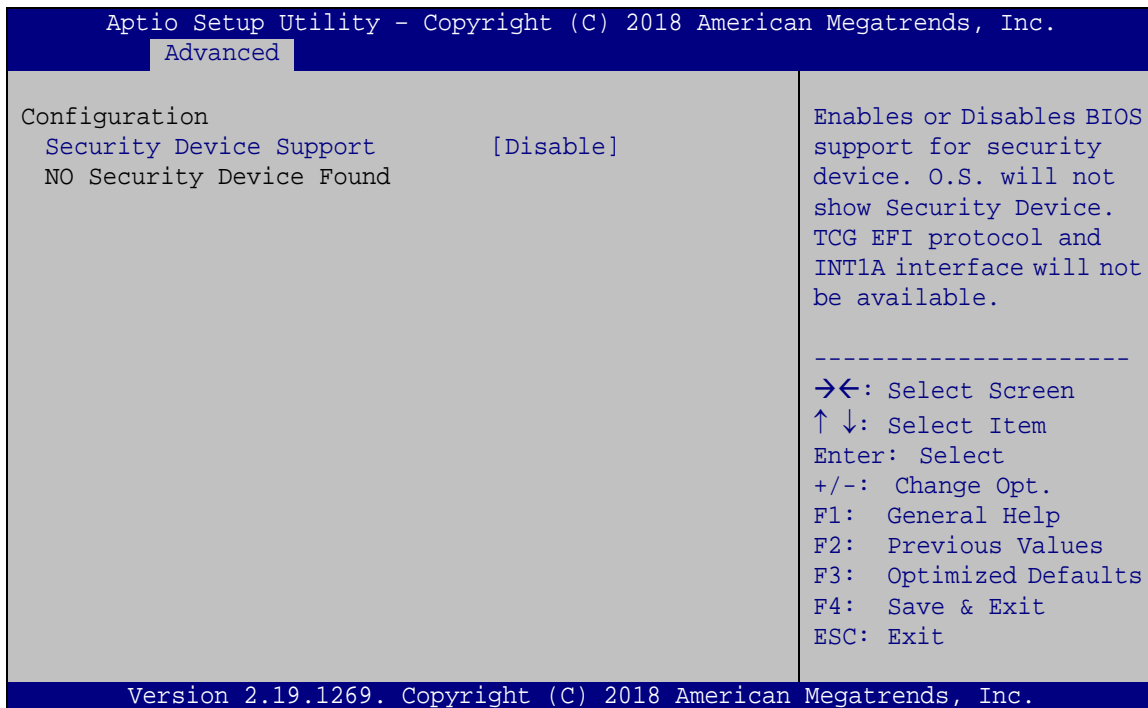 Aptio Setup Utility – Copyright (C) 2018 American Megatrends, Inc.
Advanced
Configuration
Security Device Support [Disable]
NO Security Device Found
Enables or Disables BIOS
support for security
device. O.S. will not
show Security Device.
TCG EFI protocol and
INT1A interface will not
be available.
----------------------
→←: Select Screen
↑ ↓: Select Item
Enter: Select
+/-: Change Opt.
F1: General Help
F2: Previous Values
F3: Optimized Defaults
F4: Save & Exit
ESC: Exit
Version 2.19.1269. Copyright (C) 2018 American Megatrends, Inc.